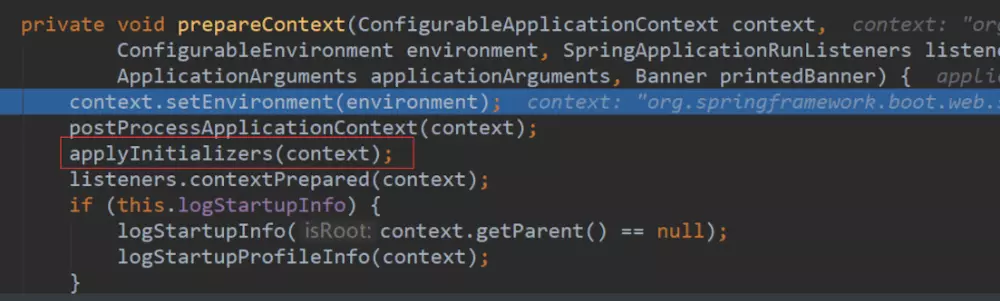 private void prepareContext(ConfigurableApplicationContext context, context: "org
ConfigurableEnvironment environment, SpringApplicationRunListeners listene
ApplicationArguments applicationArguments, Banner printedBanner) { appli
context.setEnvironment(environment); context: "org.springframework.boot.web.
postProcessApplicationContext(context);
applyInitializers(context);
listeners.contextPrepared(context);
if (this.logStartupInfo) {
logStartupInfo( isRoot: context.getParent() == null);
logStartupProfileInfo(context);
}